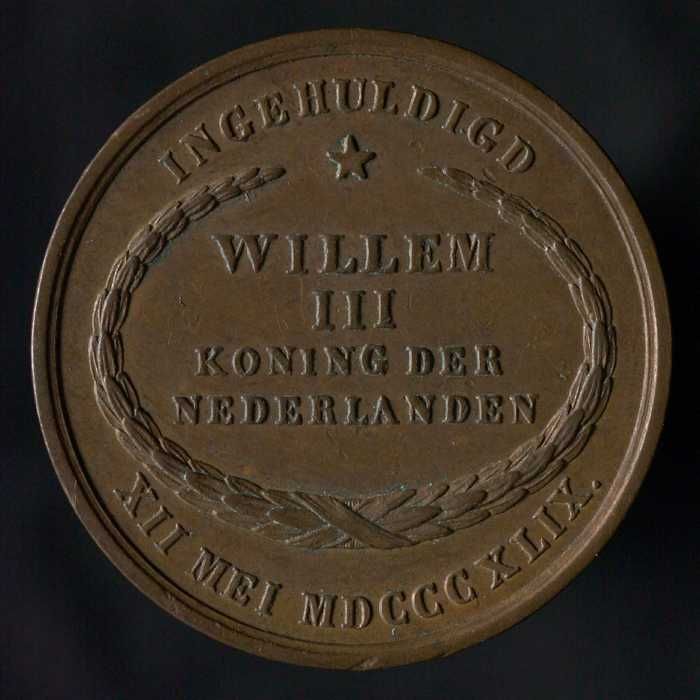 INGEHULDIGD
WILLEM
III
KONING DER
NEDERLANDEN
XII MEI MDCCCXLIX.